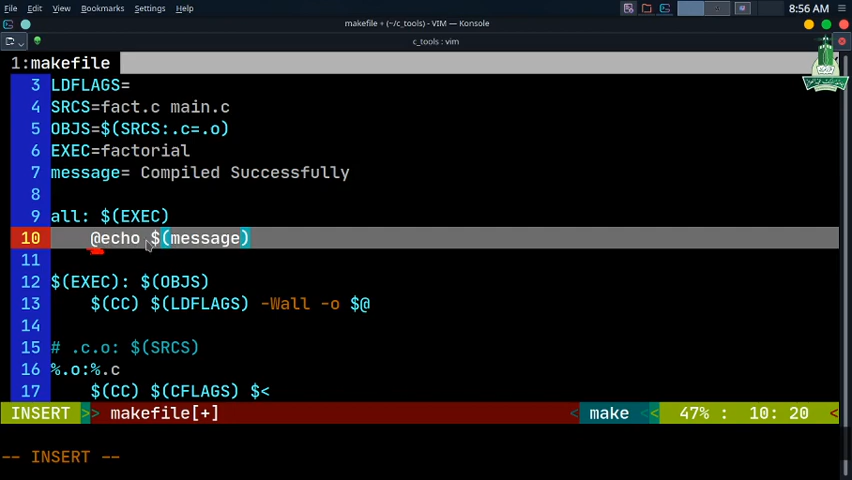 File Edit View Bookmarks Settings Help
8:56 AM
makefile + (~/c_tools) - VIM — Konsole
c_tools : vim
1:makefile
3 LDFLAGS=
4 SRCS=fact.c main.c
5 OBJS=$(SRCS:.c=.o)
6 EXEC=factorial
7 message= Compiled Successfully
8
9 all: $(EXEC)
10 @echo $(message)
11
12 $(EXEC): $(OBJS)
13 $(CC) $(LDFLAGS) -Wall -o $@
14
15 # .c.o: $(SRCS)
16 %.o:%.c
17 $(CC) $(CFLAGS) $<
INSERT >> makefile[+] < make < 47% : 10: 20 <
-- INSERT --